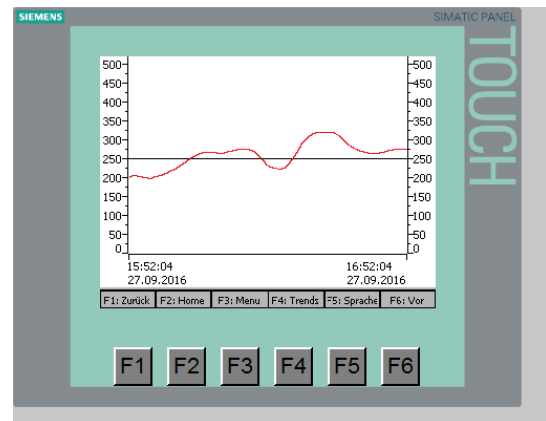 SIEMENS
SIMATIC PANEL
TOUCH
500 500
450 450
400 400
350 350
300 300
250 250
200 200
150 150
100 100
50 50
0 0
15:52:04 16:52:04
27.09.2016 27.09.2016
F1: Zurück F2: Home F3: Menu F4: Trends F5: Sprache F6: Vor
F1 F2 F3 F4 F5 F6